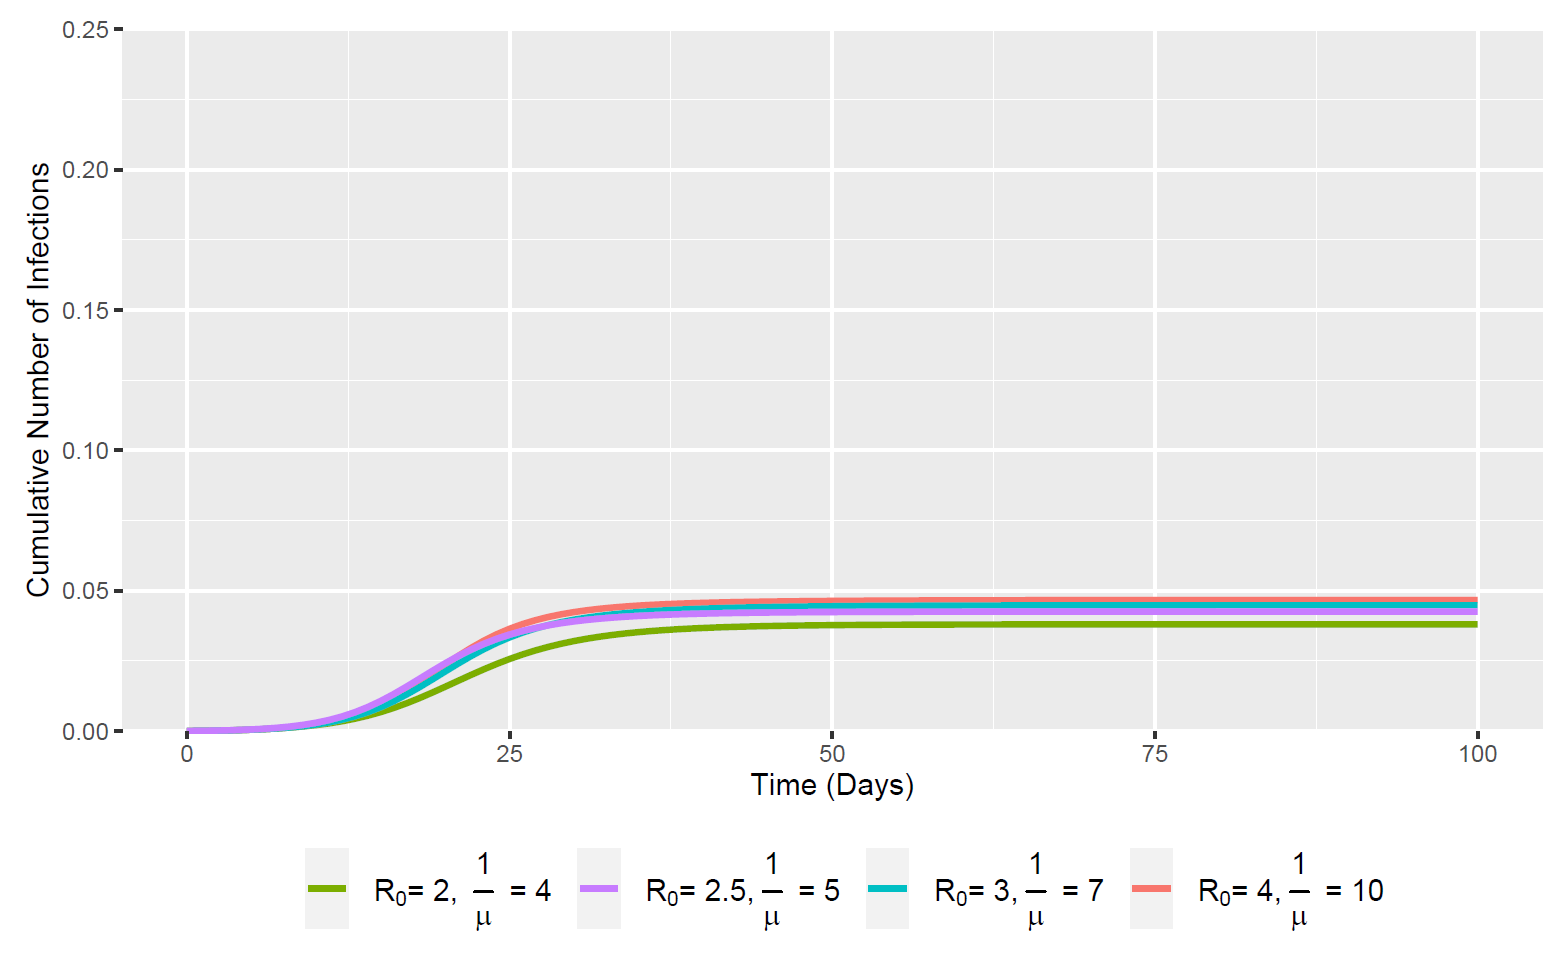 0.25
0.20
0.15
0.10
0.05
0.00
Cumulative Number of Infections
0 25 50 75 100
Time (Days)
R₀= 2, 1/μ = 4
R₀= 2.5, 1/μ = 5
R₀= 3, 1/μ = 7
R₀= 4, 1/μ = 10